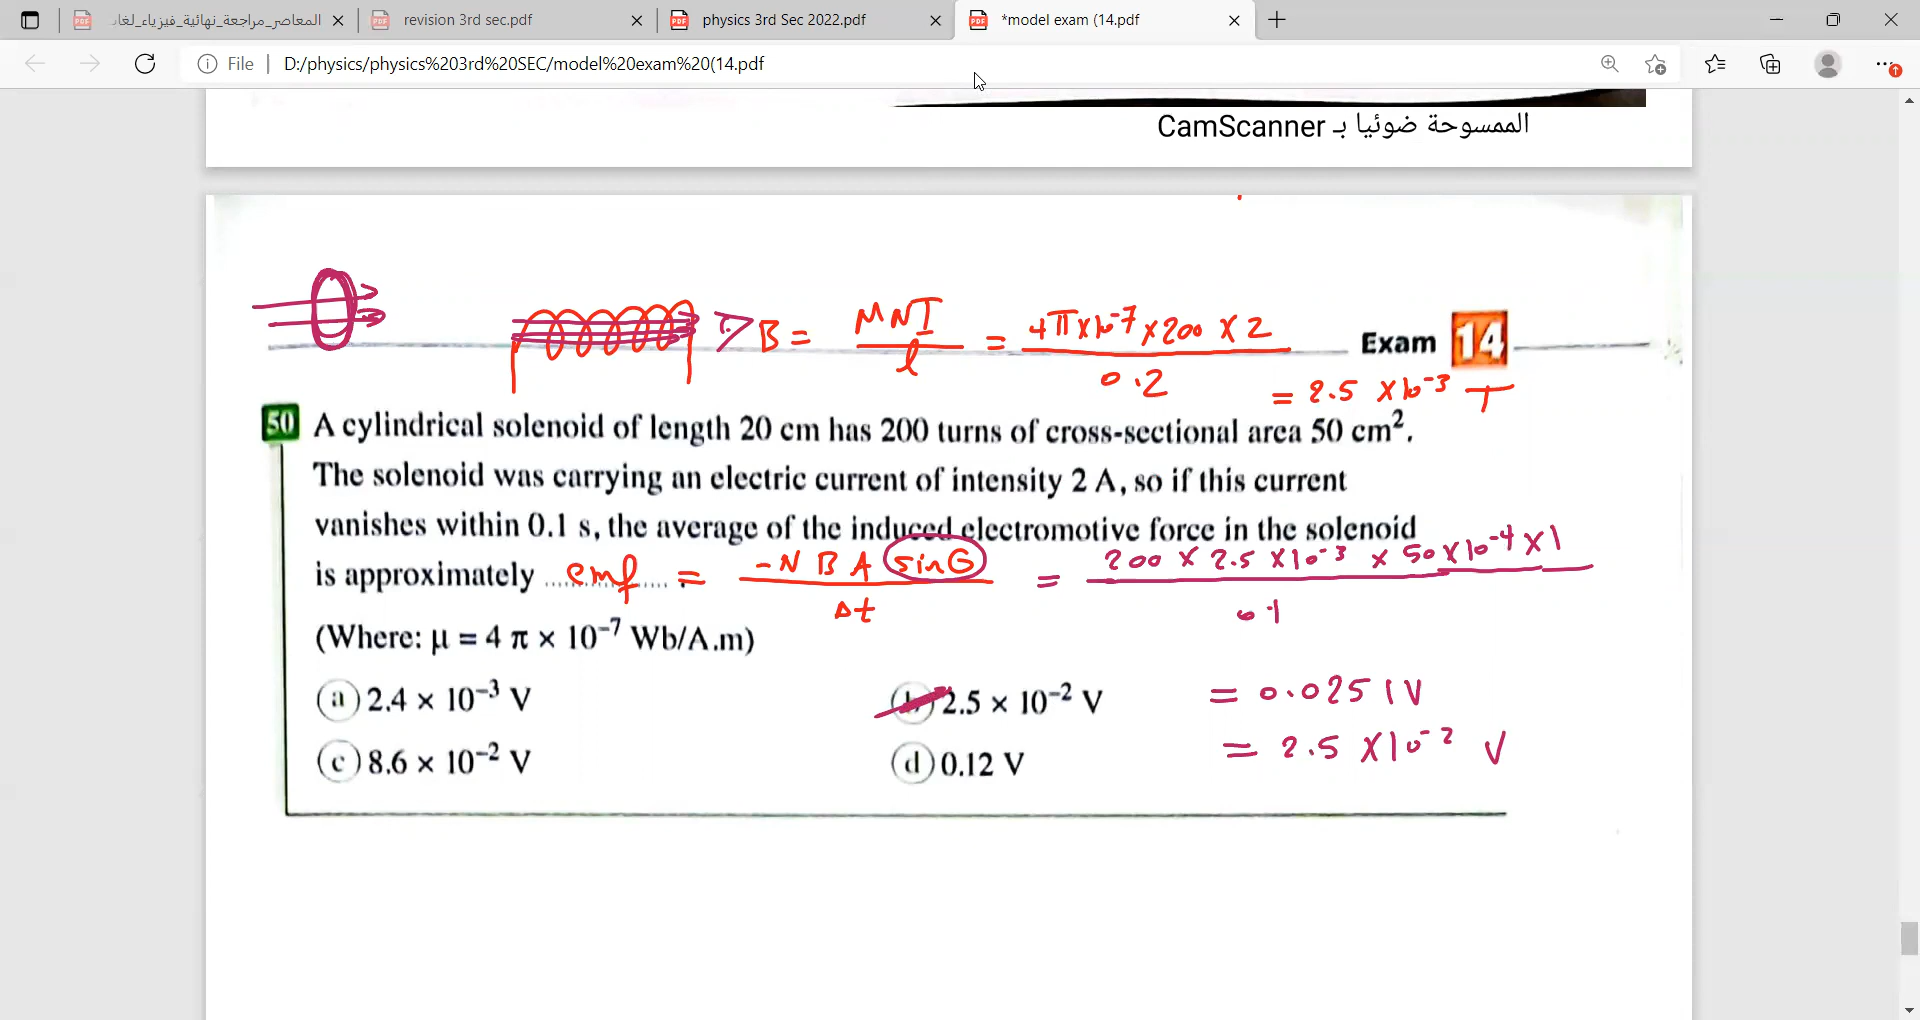 المعاصر_مراجعة_نهائية_فيزياء_لغا
revision 3rd sec.pdf
physics 3rd Sec 2022.pdf
*model exam (14.pdf
File
D:/physics/physics%203rd%20SEC/model%20exam%20(14.pdf
الممسوحة ضوئيا بـ CamScanner
B = μNI / l = 4π×10⁻⁷×200×2 / 0.2
= 2.5 ×10⁻³ T
Exam 14
50 A cylindrical solenoid of length 20 cm has 200 turns of cross-sectional area 50 cm².
The solenoid was carrying an electric current of intensity 2 A, so if this current
vanishes within 0.1 s, the average of the induced electromotive force in the solenoid
is approximately ............
emf = -N B A sinθ / Δt = 200 × 2.5 ×10⁻³ × 50×10⁻⁴×1 / 0.1
(Where: μ = 4 π × 10⁻⁷ Wb/A.m)
a 2.4 × 10⁻³ V
b 2.5 × 10⁻² V
= 0.0251V
= 2.5 ×10⁻² V
c 8.6 × 10⁻² V
d 0.12 V